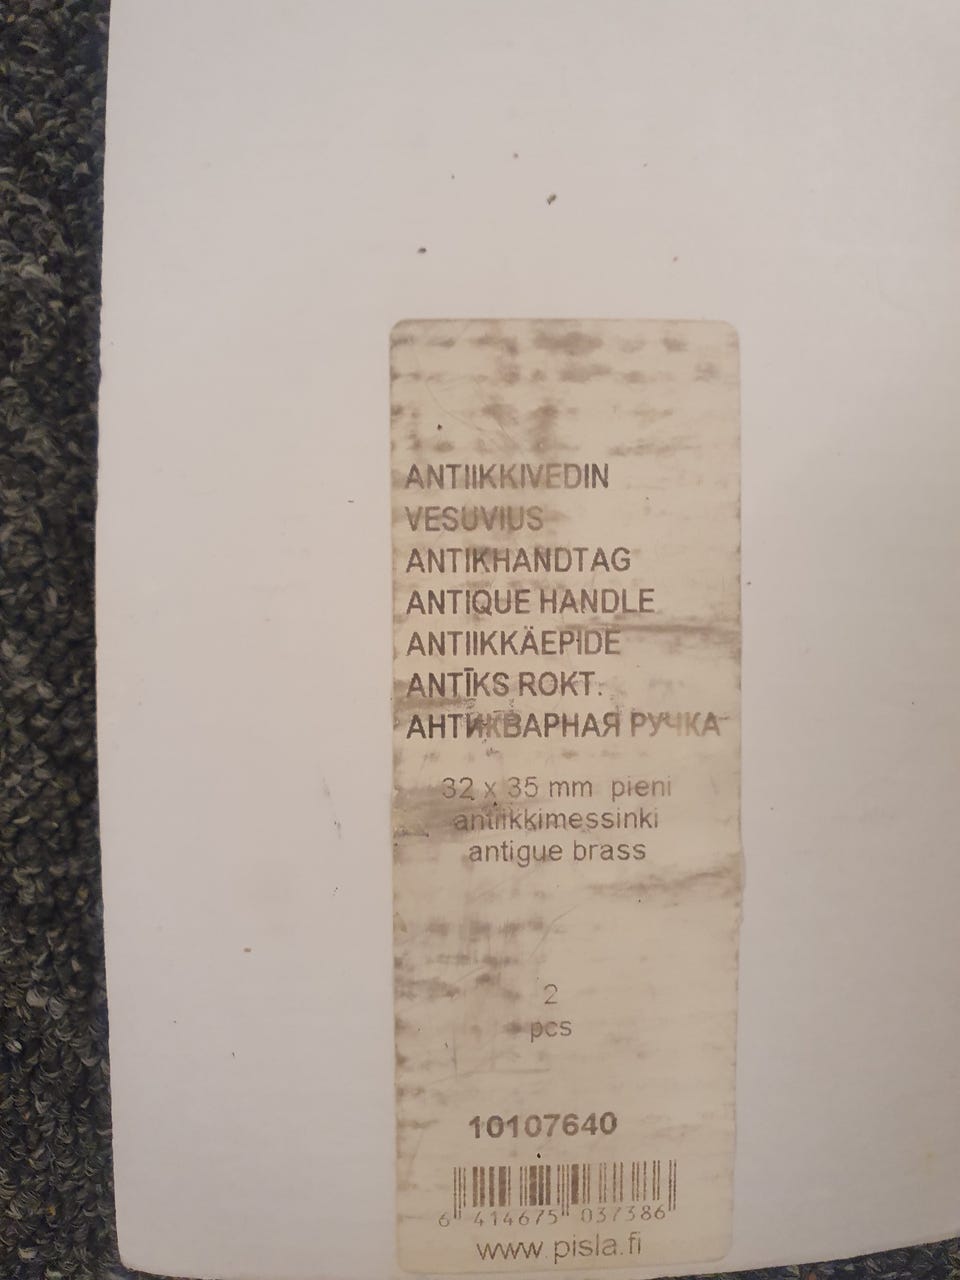 ANTIIKKIVEDIN
VESUVIUS
ANTIKHANDTAG
ANTIQUE HANDLE
ANTIIKKÄEPIDE
ANTĪKS ROKT.
АНТИКВАРНАЯ РУЧКА
32 x 35 mm pieni
antiikkimessinki
antigue brass
2
pcs
10107640
6 414675 037386
www.pisla.fi